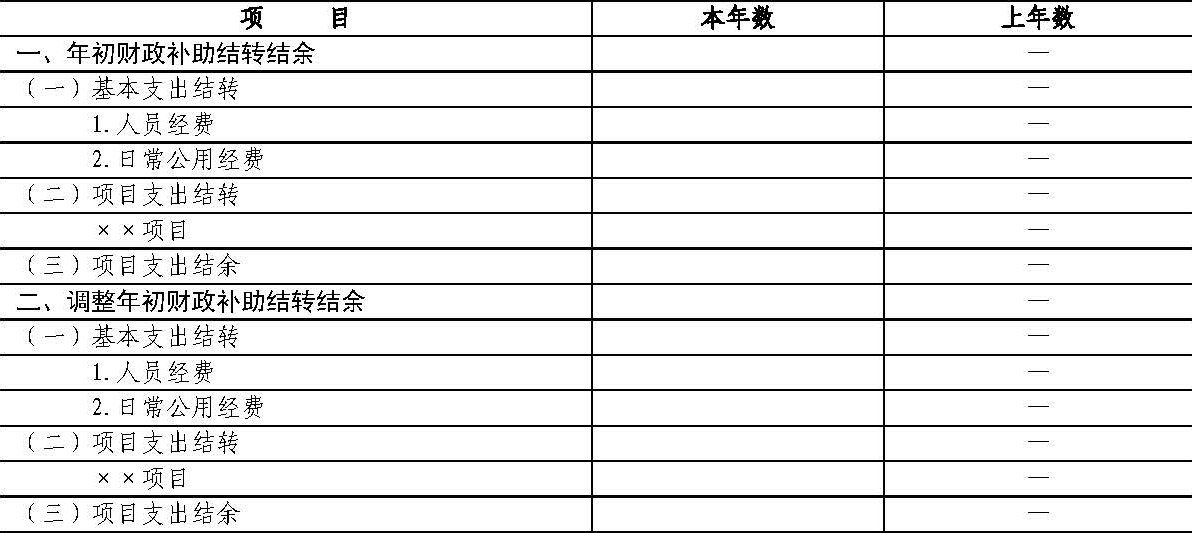 项 目 本年数 上年数
一、年初财政补助结转结余 —
（一）基本支出结转 —
1.人员经费 —
2.日常公用经费 —
（二）项目支出结转 —
××项目 —
（三）项目支出结余 —
二、调整年初财政补助结转结余 —
（一）基本支出结转 —
1.人员经费 —
2.日常公用经费 —
（二）项目支出结转 —
××项目 —
（三）项目支出结余 —